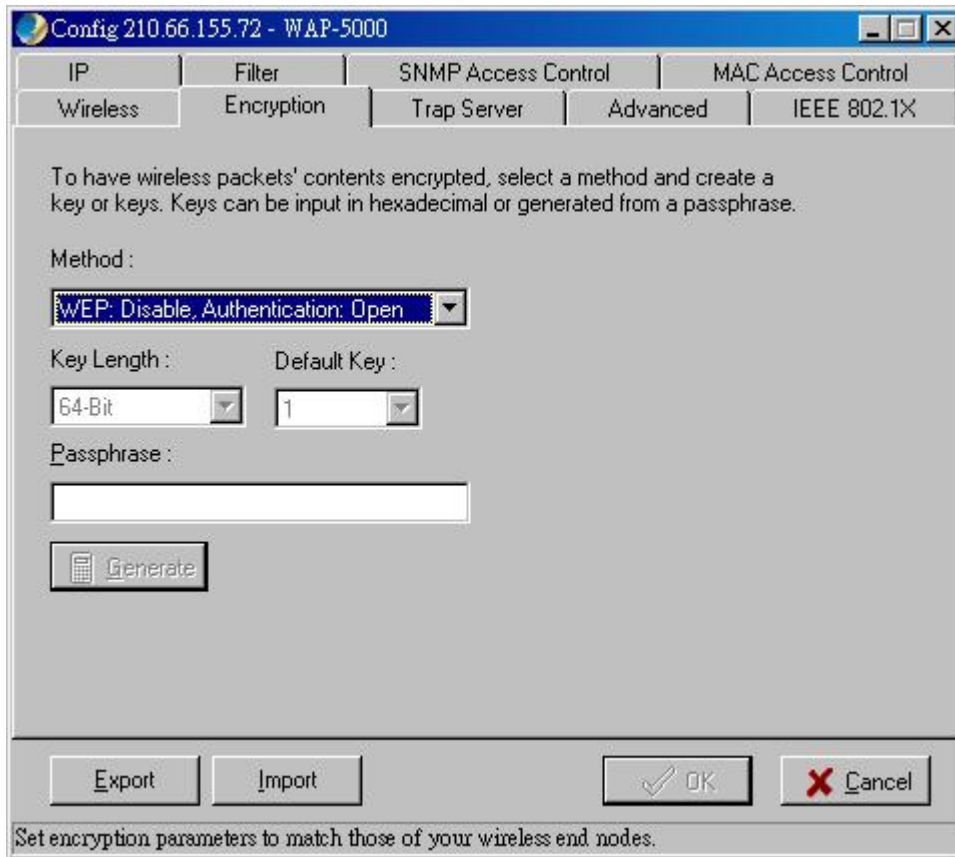 Config 210.66.155.72 - WAP-5000
IP Filter SNMP Access Control MAC Access Control
Wireless Encryption Trap Server Advanced IEEE 802.1X
To have wireless packets' contents encrypted, select a method and create a
key or keys. Keys can be input in hexadecimal or generated from a passphrase.
Method :
WEP: Disable, Authentication: Open
Key Length : Default Key :
64-Bit 1
Passphrase :
Generate
Export Import OK Cancel
Set encryption parameters to match those of your wireless end nodes.